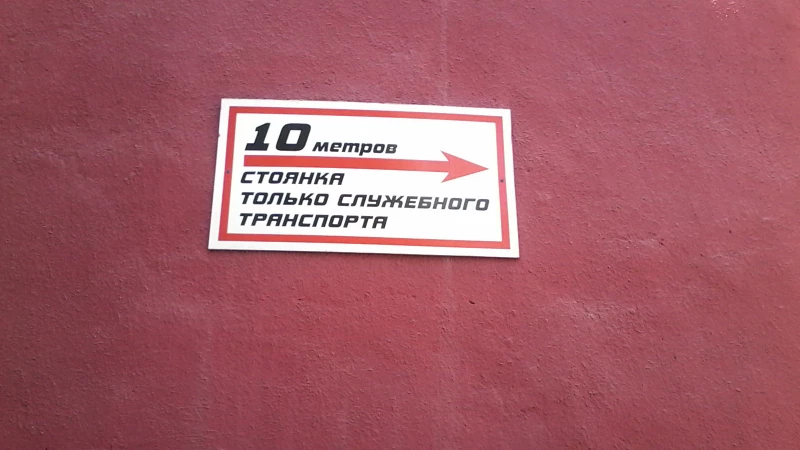 10 метров
СТОЯНКА
ТОЛЬКО СЛУЖЕБНОГО
ТРАНСПОРТА